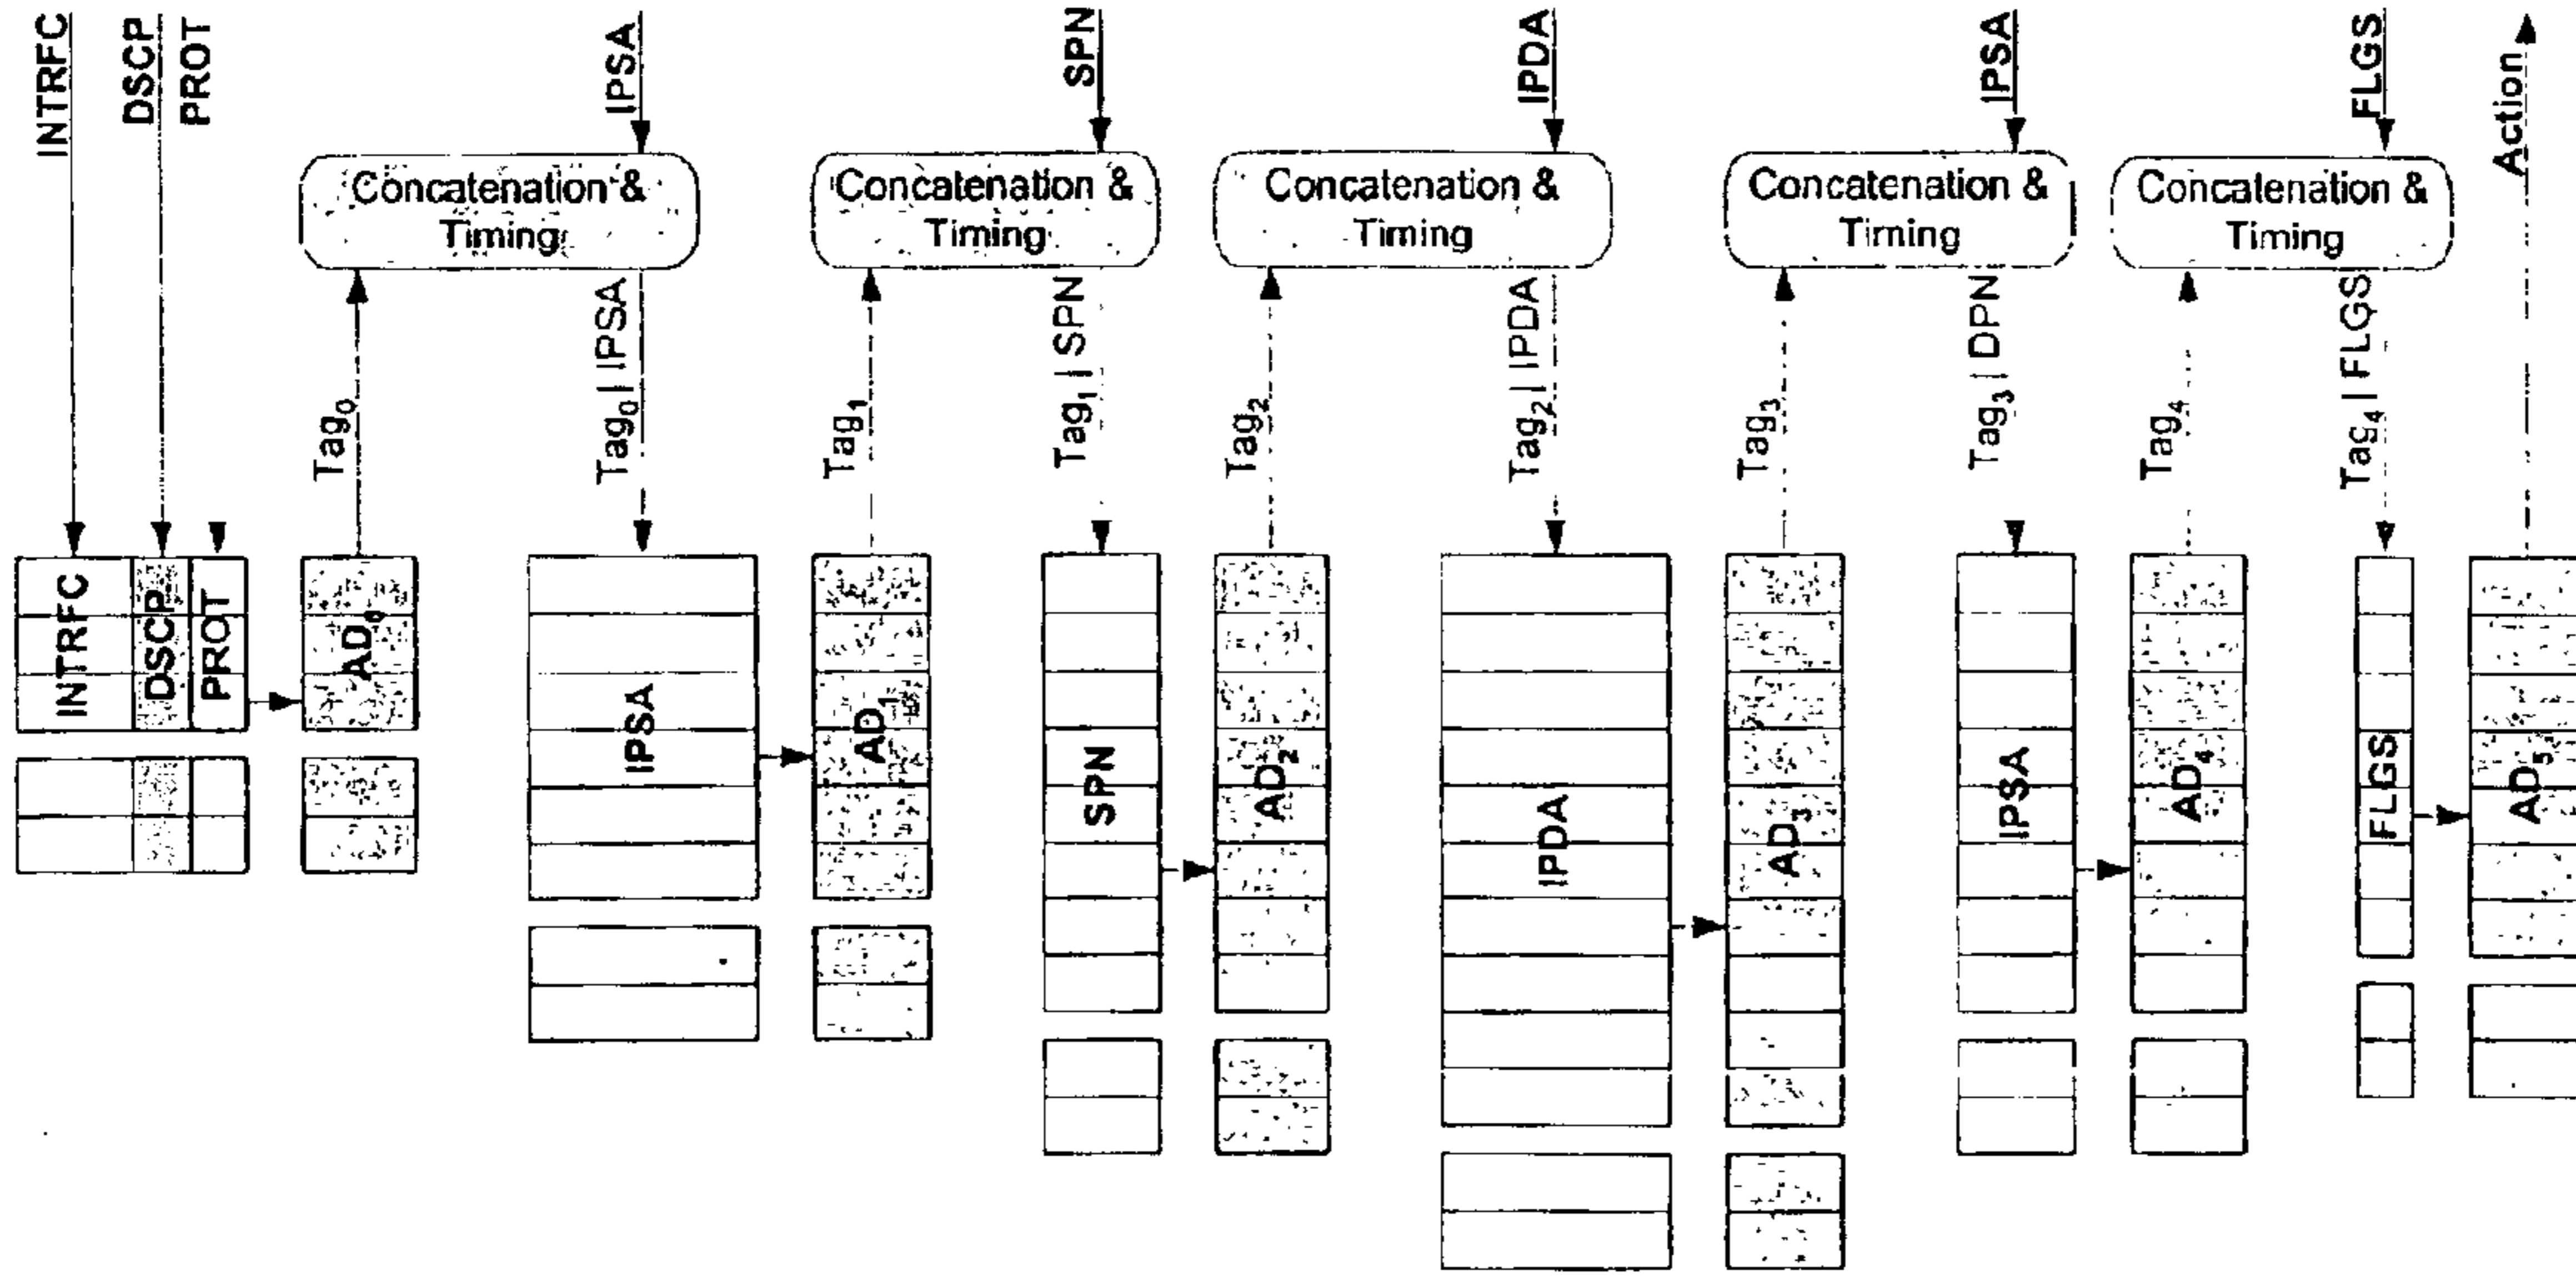 INTRFC
DSCP
PROT
IPSA
SPN
IPDA
IPSA
FLGS
Action
Concatenation &
Timing
Concatenation &
Timing
Concatenation &
Timing
Concatenation &
Timing
Concatenation &
Timing
Tag0
Tag0 | IPSA
Tag1
Tag1 | SPN
Tag2
Tag2 | IPDA
Tag3
Tag3 | DPN
Tag4
Tag4 | FLGS
INTRFC
DSCP
PROT
AD0
IPSA
AD1
SPN
AD2
IPDA
AD3
IPSA
AD4
FLGS
AD5